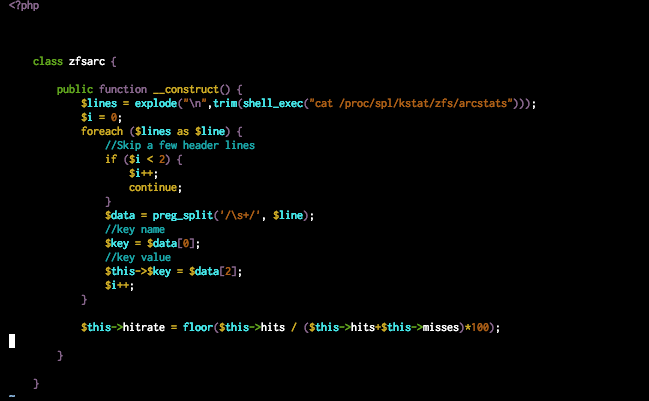 <?php
class zfsarc {
public function __construct() {
$lines = explode("\n",trim(shell_exec("cat /proc/spl/kstat/zfs/arcstats")));
$i = 0;
foreach ($lines as $line) {
//Skip a few header lines
if ($i < 2) {
$i++;
continue;
}
$data = preg_split('/\s+/', $line);
//key name
$key = $data[0];
//key value
$this->$key = $data[2];
$i++;
}
$this->hitrate = floor($this->hits / ($this->hits+$this->misses)*100);
}
}
~